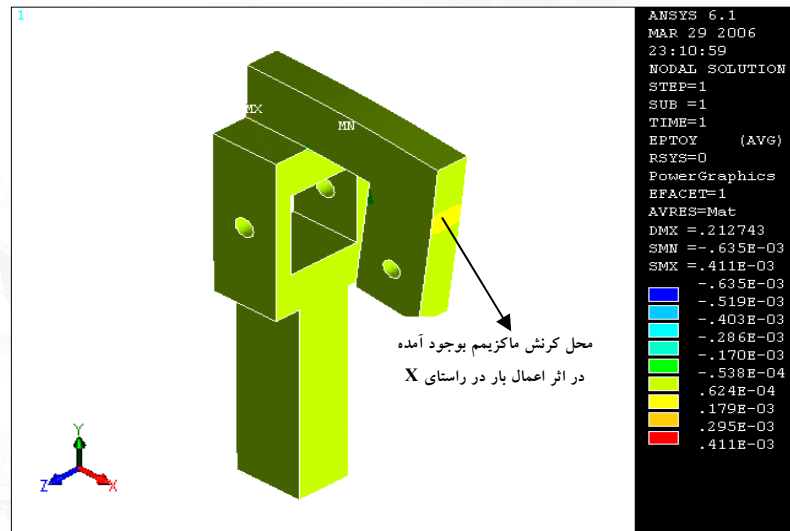 1
ANSYS 6.1
MAR 29 2006
23:10:59
NODAL SOLUTION
STEP=1
SUB =1
TIME=1
EPTOY (AVG)
RSYS=0
PowerGraphics
EFACET=1
AVRES=Mat
DMX =.212743
SMN =-.635E-03
SMX =.411E-03
-.635E-03
-.519E-03
-.403E-03
-.286E-03
-.170E-03
-.538E-04
.624E-04
.179E-03
.295E-03
.411E-03
MX
MN
محل کرنش ماکزیمم بوجود آمده
در اثر اعمال بار در راستای X
Y
Z
X